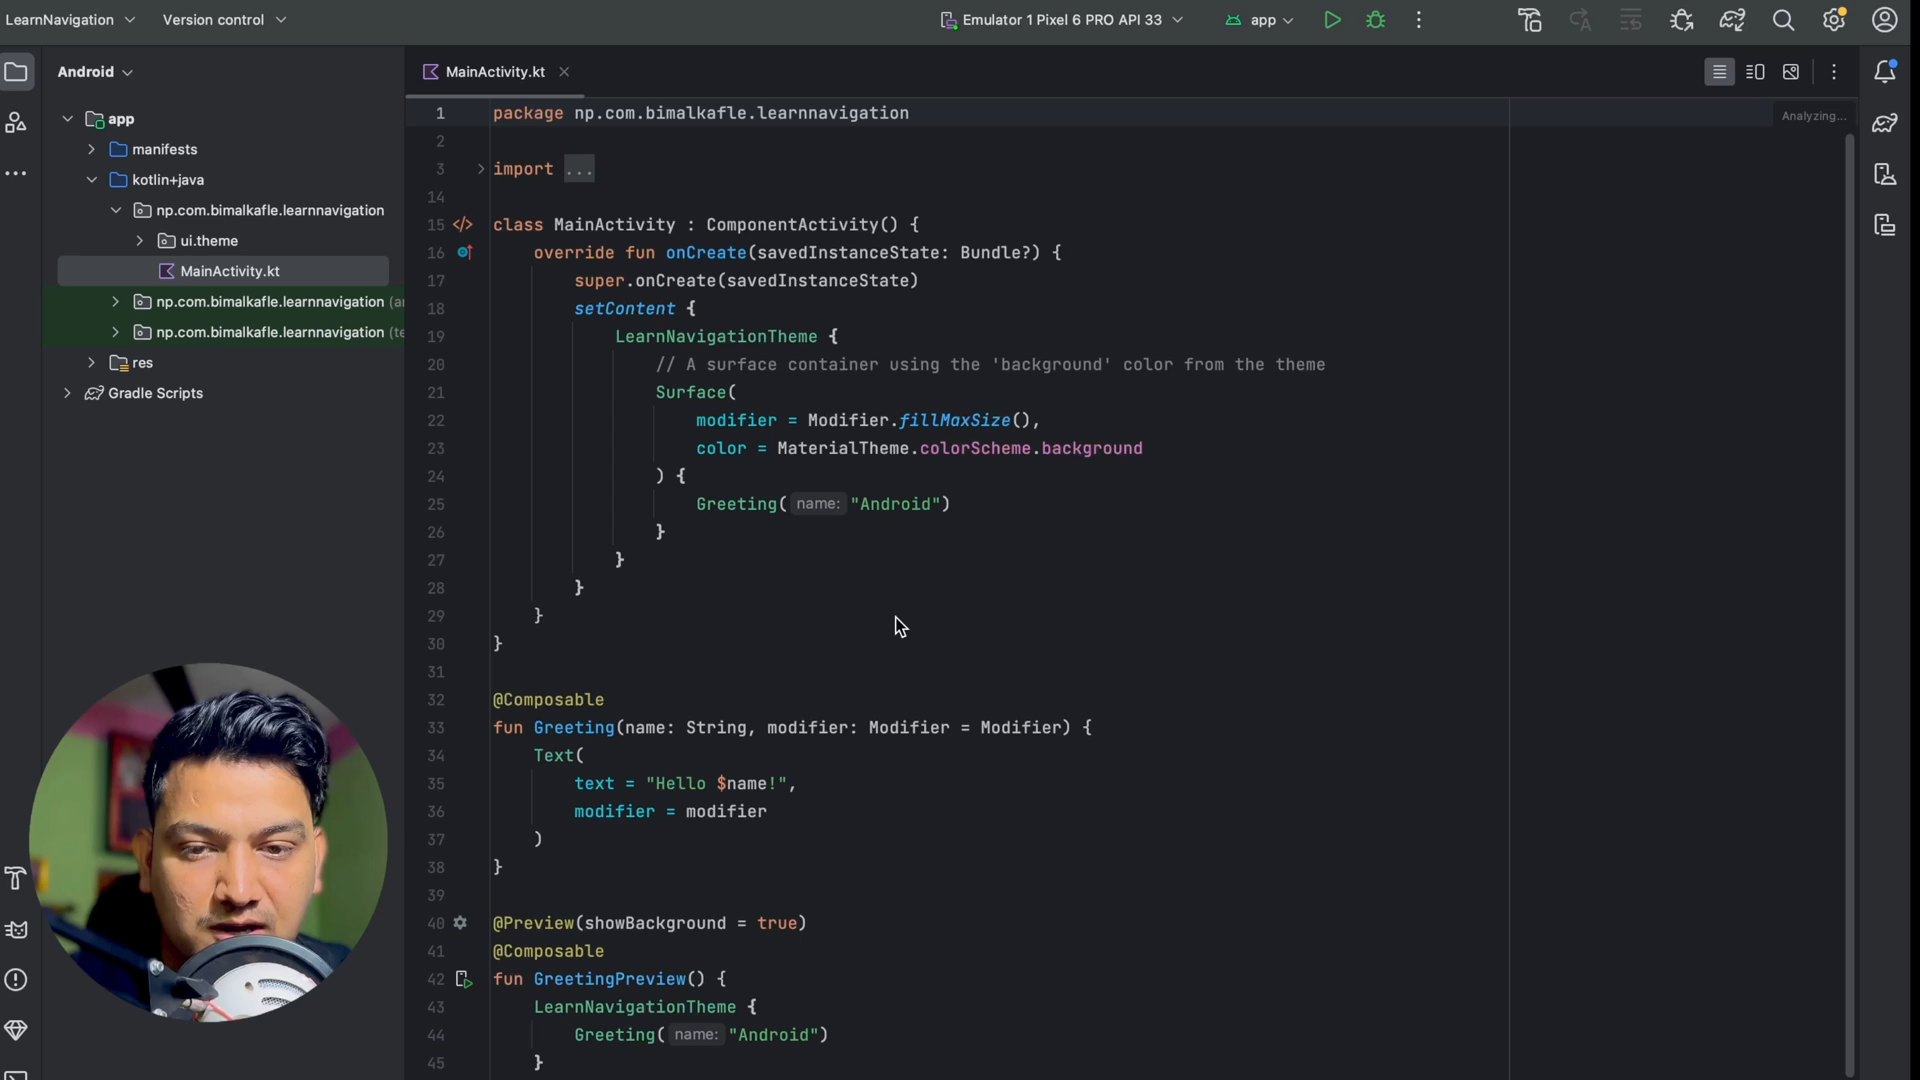 LearnNavigation
Version control
Emulator 1 Pixel 6 PRO API 33
app
Android
MainActivity.kt
app
manifests
kotlin+java
np.com.bimalkafle.learnnavigation
ui.theme
MainActivity.kt
np.com.bimalkafle.learnnavigation (a
np.com.bimalkafle.learnnavigation (te
res
Gradle Scripts
Analyzing...
1 package np.com.bimalkafle.learnnavigation
2
3 import ...
14
15 class MainActivity : ComponentActivity() {
16 override fun onCreate(savedInstanceState: Bundle?) {
17 super.onCreate(savedInstanceState)
18 setContent {
19 LearnNavigationTheme {
20 // A surface container using the 'background' color from the theme
21 Surface(
22 modifier = Modifier.fillMaxSize(),
23 color = MaterialTheme.colorScheme.background
24 ) {
25 Greeting( name: "Android")
26 }
27 }
28 }
29 }
30 }
31
32 @Composable
33 fun Greeting(name: String, modifier: Modifier = Modifier) {
34 Text(
35 text = "Hello $name!",
36 modifier = modifier
37 )
38 }
39
40 @Preview(showBackground = true)
41 @Composable
42 fun GreetingPreview() {
43 LearnNavigationTheme {
44 Greeting( name: "Android")
45 }